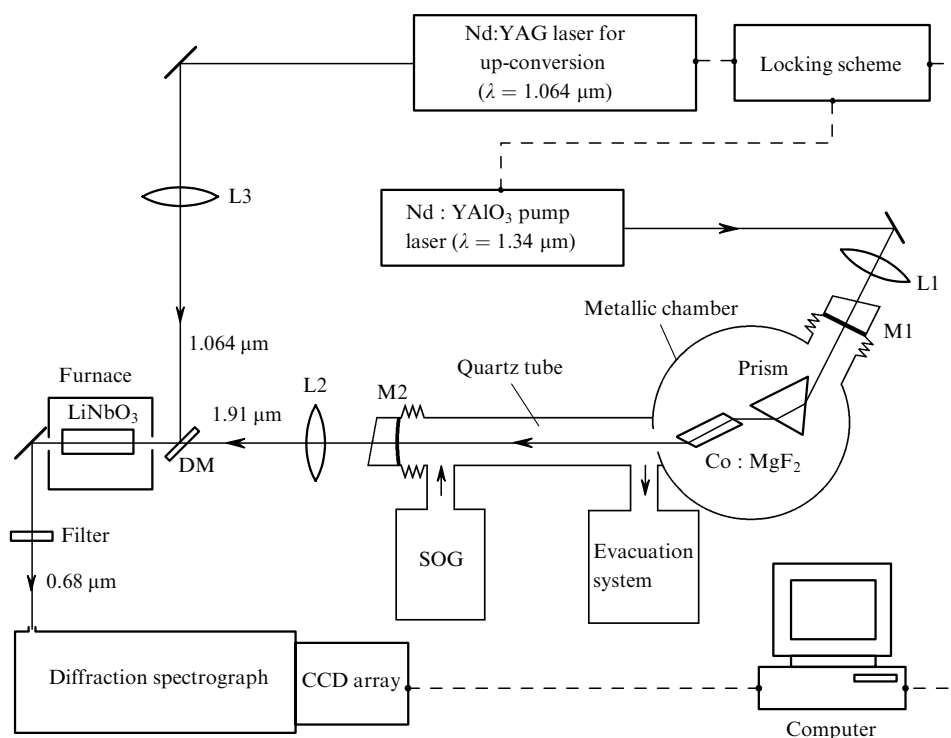 Nd:YAG laser for
up-conversion
(λ = 1.064 μm)
Locking scheme
L3
Nd : YAlO₃ pump
laser (λ = 1.34 μm)
L1
Metallic chamber
M1
1.064 μm
Prism
Quartz tube
Furnace
L2
M2
LiNbO₃
1.91 μm
DM
Co : MgF₂
Filter
SOG
Evacuation
system
0.68 μm
Diffraction spectrograph
CCD array
Computer